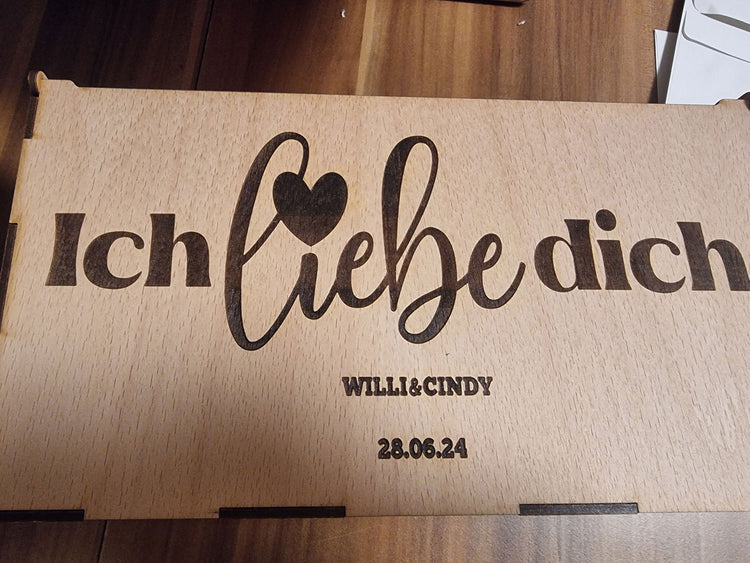 Ich liebe dich
WILLI&CINDY
28.06.24